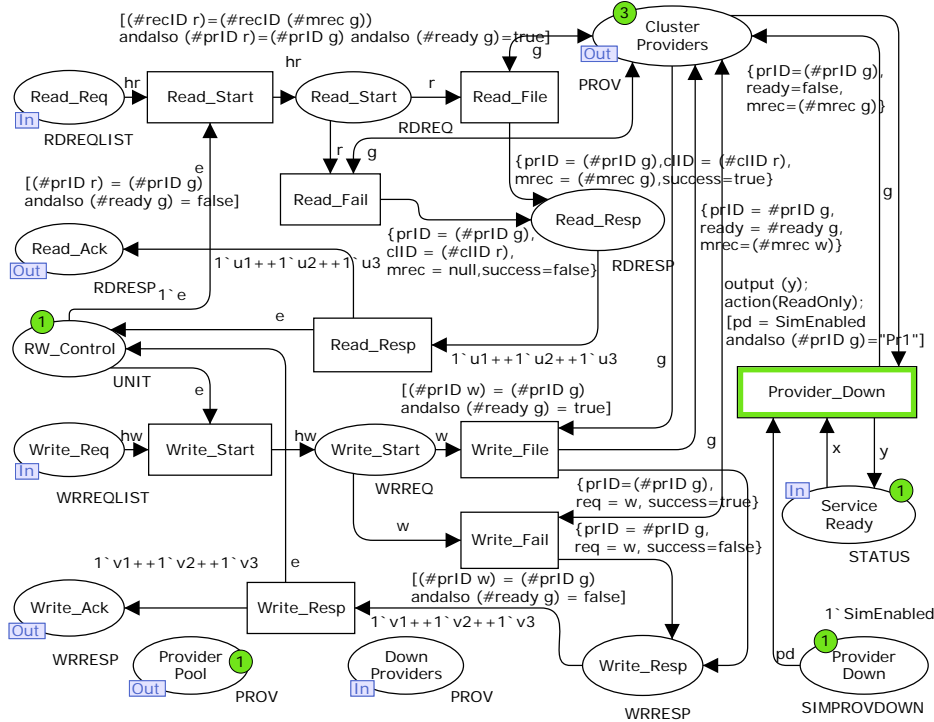 [(#recID r)=(#recID (#mrec g))
andalso (#prID r)=(#prID g) andalso (#ready g)=true]
3
Cluster
Providers
Out
PROV
g
hr
Read_Req
In
RDREQLIST
hr
Read_Start
Read_Start
r
Read_File
RDREQ
{prID=(#prID g),
ready=false,
mrec=(#mrec g)}
r
g
e
[(#prID r) = (#prID g)
andalso (#ready g) = false]
Read_Fail
{prID = (#prID g),clID = (#clID r),
mrec = (#mrec g),success=true}
Read_Resp
RDRESP
g
{prID = #prID g,
ready = #ready g,
mrec=(#mrec w)}
Read_Ack
Out
RDRESP
{prID = (#prID g),
clID = (#clID r),
mrec = null,success=false}
1`u1++1`u2++1`u3
1`e
output (y);
action(ReadOnly);
[pd = SimEnabled
andalso (#prID g)="Pr1"]
1
RW_Control
UNIT
e
Read_Resp
1`u1++1`u2++1`u3
g
e
[(#prID w) = (#prID g)
andalso (#ready g) = true]
Provider_Down
Write_Req
In
WRREQLIST
hw
Write_Start
hw
Write_Start
WRREQ
w
Write_File
g
x
y
In
1
Service
Ready
STATUS
{prID=(#prID g),
req = w, success=true}
w
Write_Fail
{prID = #prID g,
req = w, success=false}
1`v1++1`v2++1`v3
e
[(#prID w) = (#prID g)
andalso (#ready g) = false]
Write_Ack
Out
WRRESP
Write_Resp
1`v1++1`v2++1`v3
Write_Resp
WRRESP
1`SimEnabled
1
pd
Provider
Down
SIMPROVDOWN
Provider
Pool
1
Out
PROV
Down
Providers
In
PROV